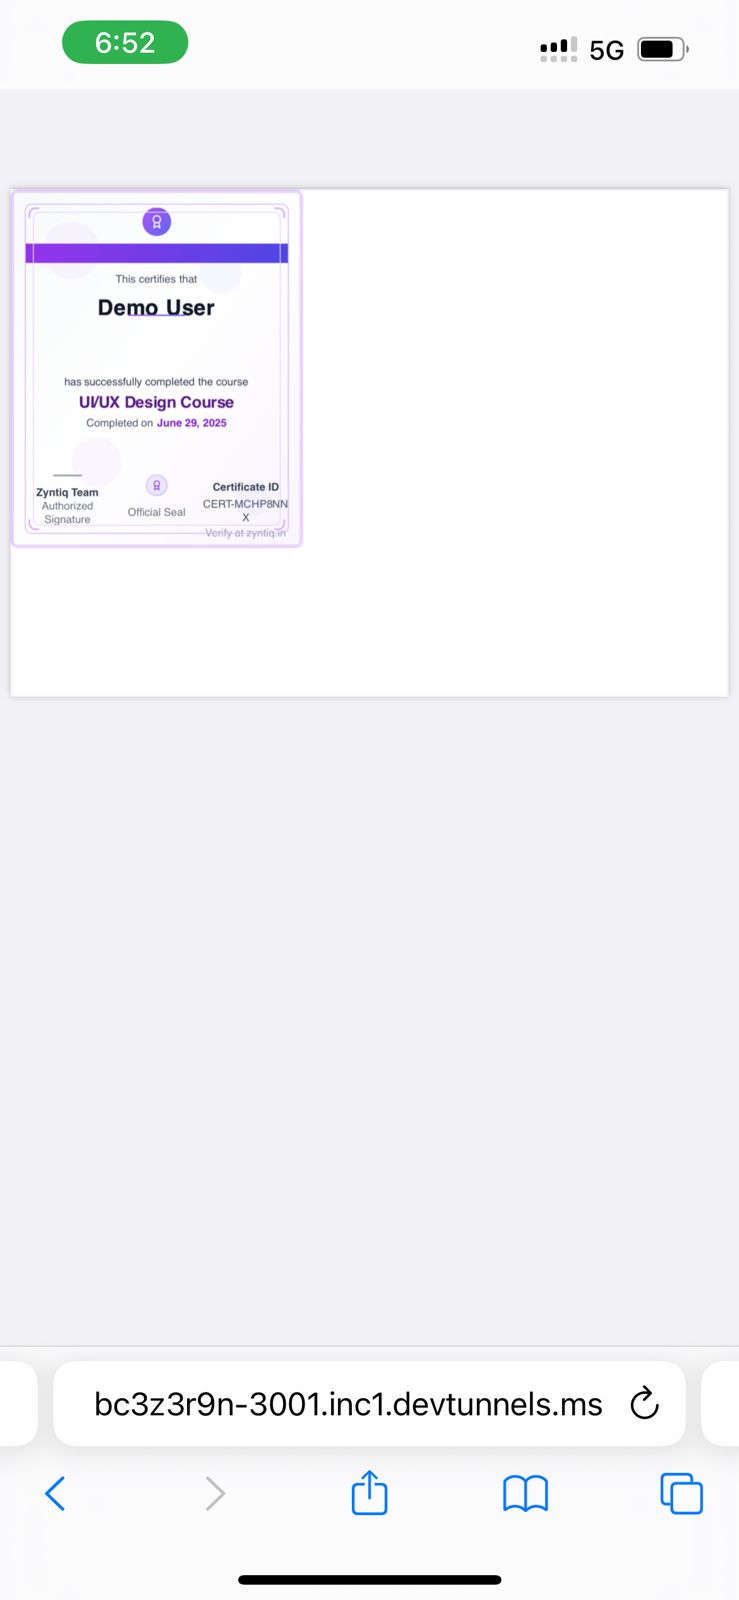 6:52
5G
This certifies that
Demo User
has successfully completed the course
UI/UX Design Course
Completed on June 29, 2025
Zyntiq Team
Authorized
Signature
Official Seal
Certificate ID
CERT-MCHP8NN
X
Verify at zyntiq.in
bc3z3r9n-3001.inc1.devtunnels.ms